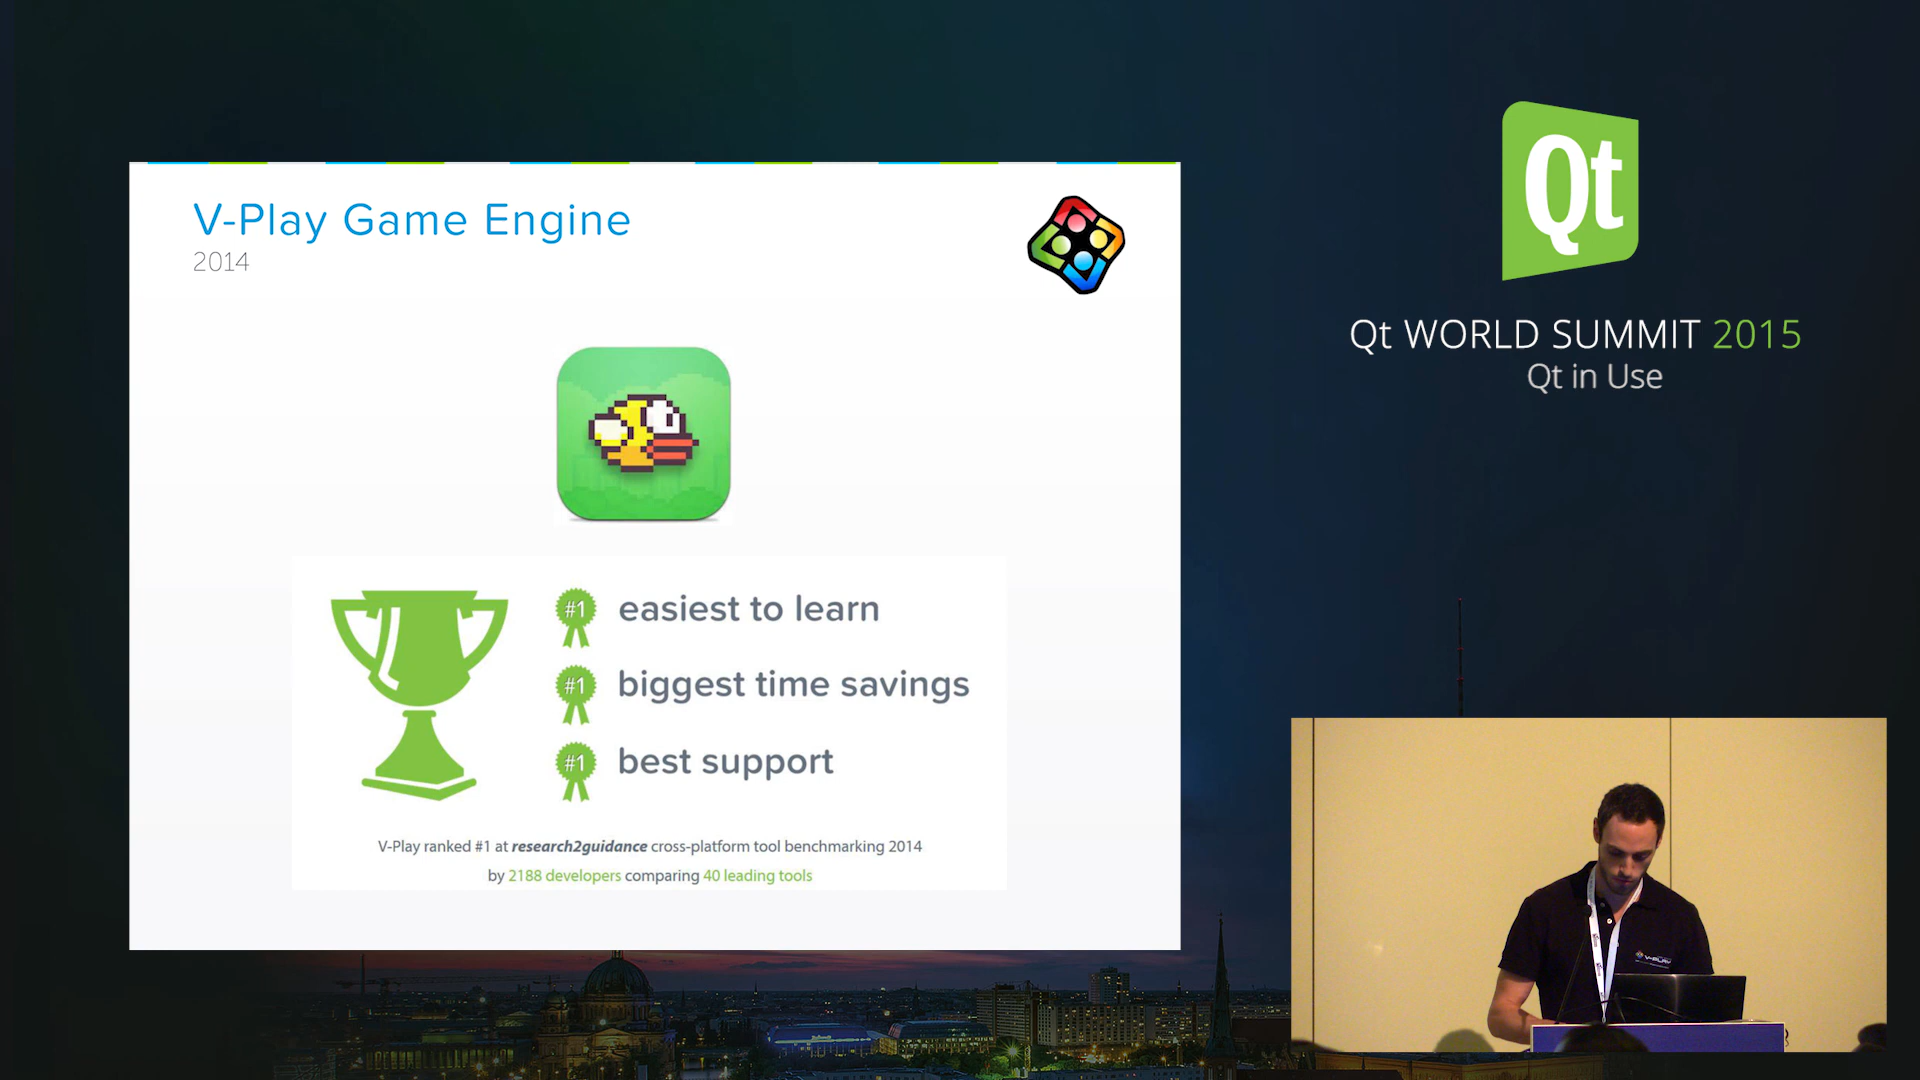 V-Play Game Engine
2014
#1 easiest to learn
#1 biggest time savings
#1 best support
V-Play ranked #1 at research2guidance cross-platform tool benchmarking 2014
by 2188 developers comparing 40 leading tools
Qt
Qt WORLD SUMMIT 2015
Qt in Use
V-PLAY